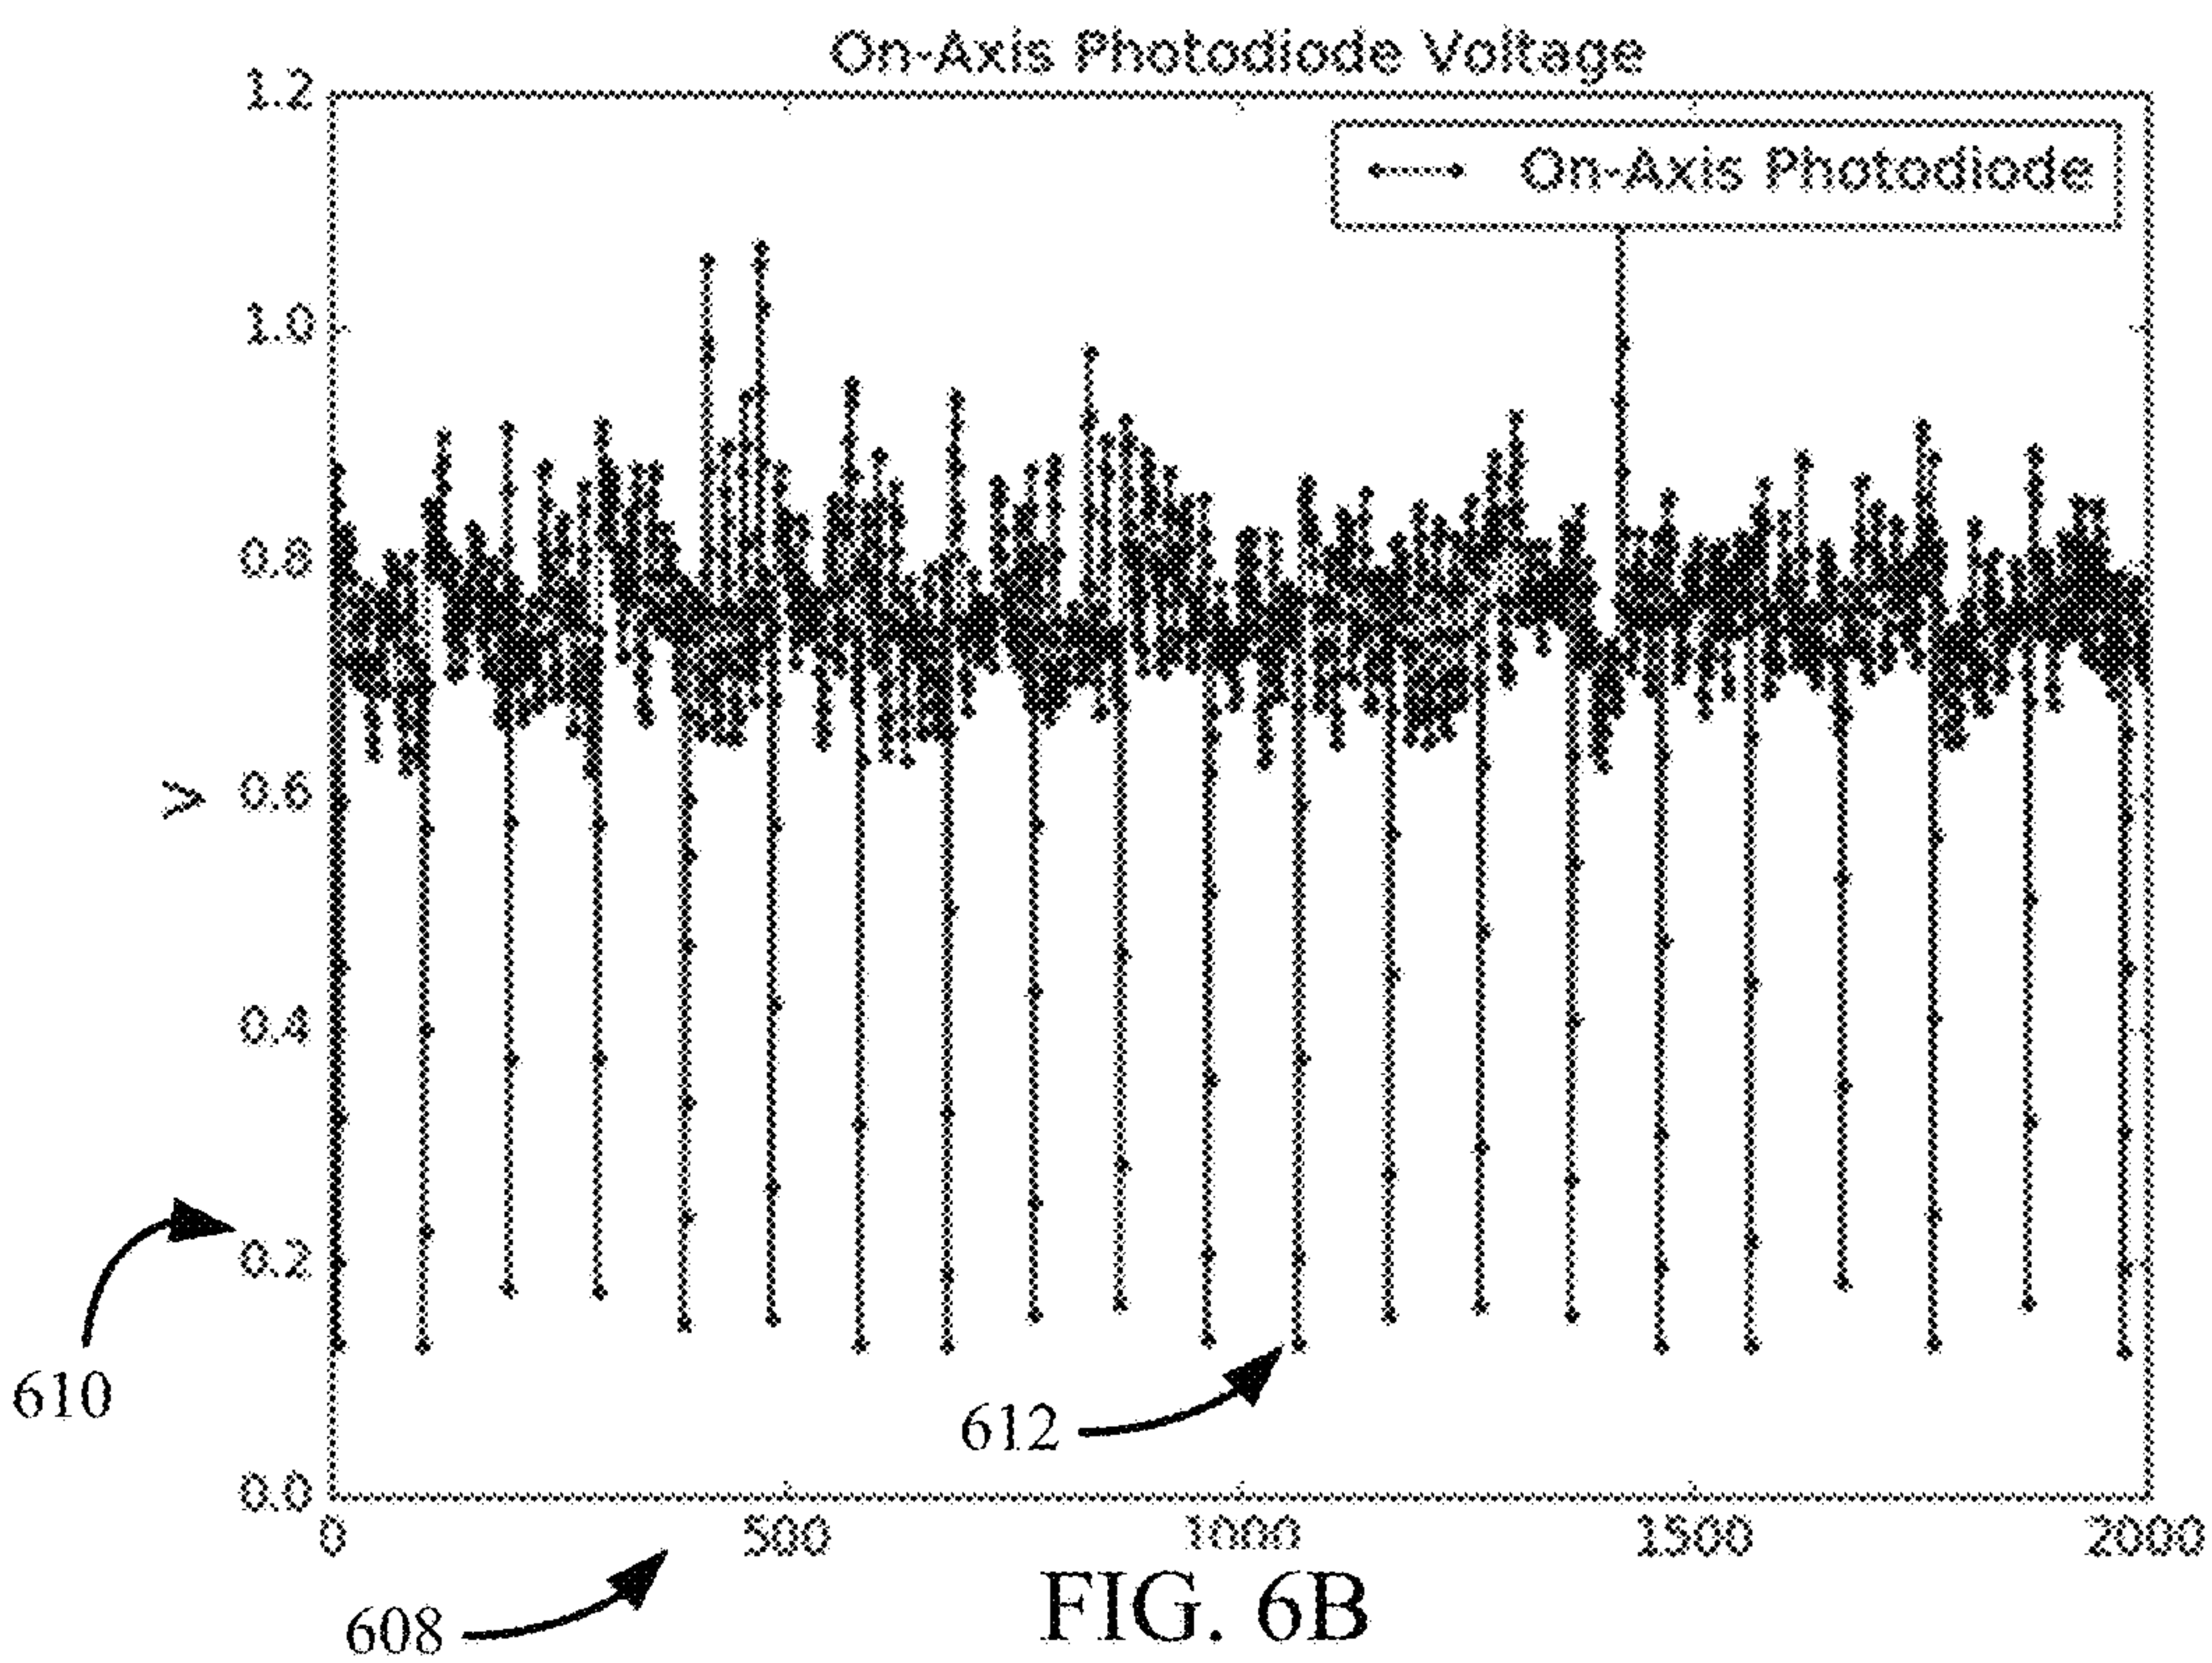 On-Axis Photodiode Voltage
1.2
On-Axis Photodiode
1.0
0.8
V
0.6
0.4
0.2
610
612
0.0
0 500 1000 1500 2000
608
FIG. 6B